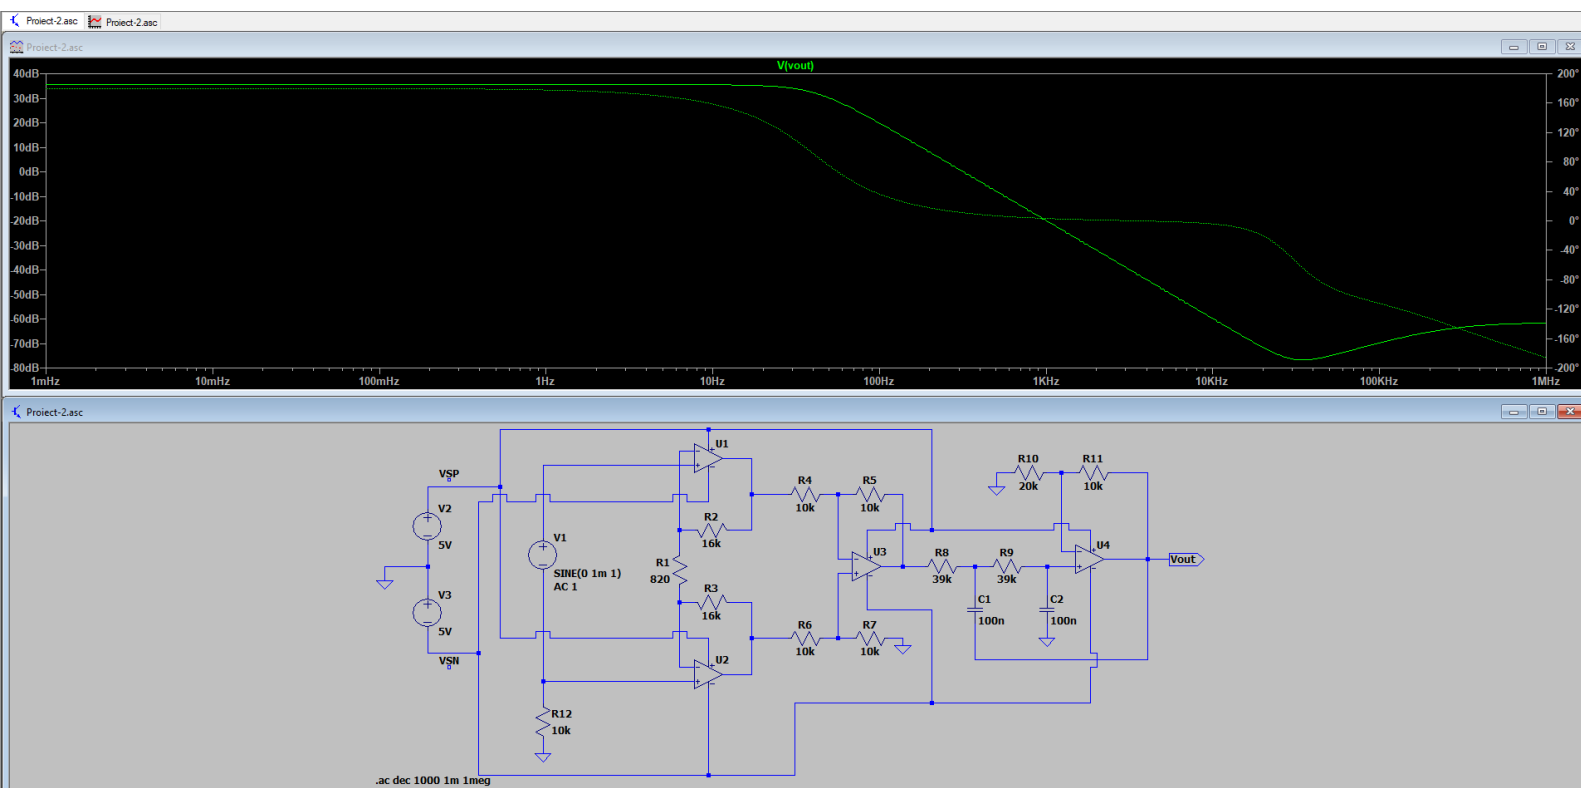 Proiect-2.asc Proiect-2.asc
Proiect-2.asc
V(vout)
40dB 200°
30dB 160°
20dB 120°
10dB 80°
0dB 40°
-10dB 0°
-20dB -40°
-30dB -80°
-40dB -120°
-50dB -160°
-60dB -200°
-70dB
-80dB
1mHz 10mHz 100mHz 1Hz 10Hz 100Hz 1KHz 10KHz 100KHz 1MHz
Proiect-2.asc
VSP
V2
5V
V3
5V
VSN
V1
SINE(0 1m 1)
AC 1
R12
10k
U1
R2
16k
R1
820
R3
16k
U2
R4
10k
R5
10k
R6
10k
R7
10k
U3
R8
39k
R9
39k
C1
100n
C2
100n
R10
20k
R11
10k
U4
Vout
.ac dec 1000 1m 1meg